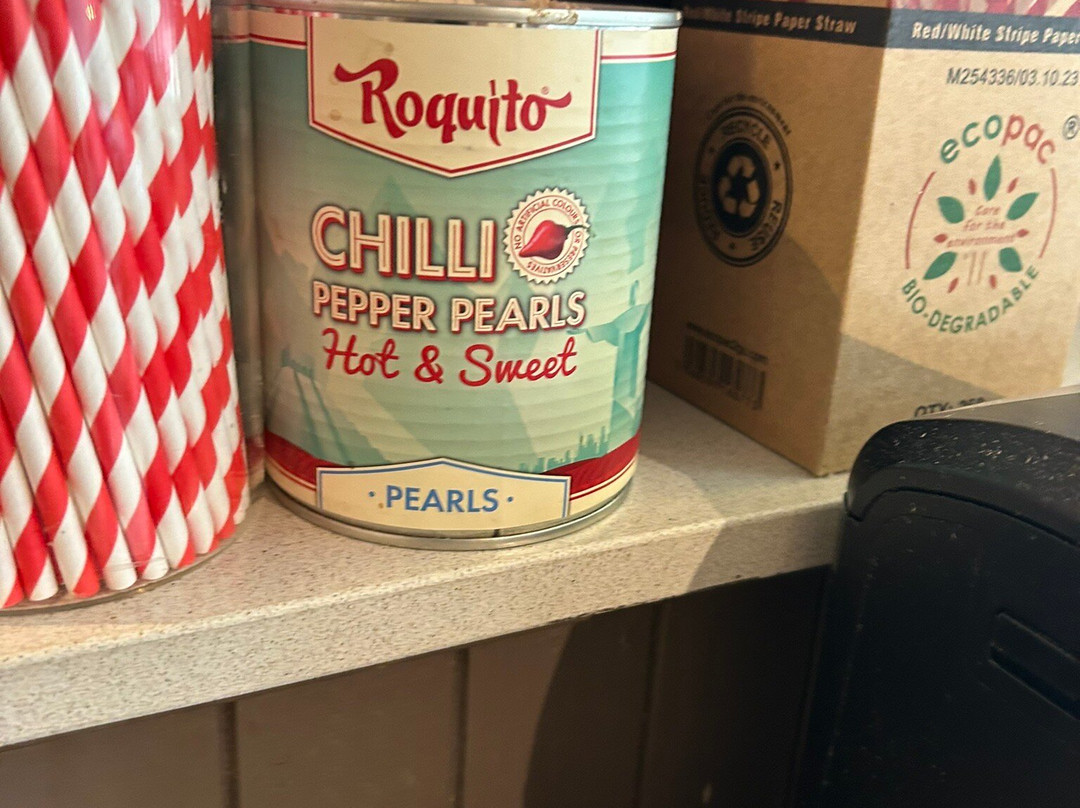 Roquito®
CHILLI
NO ARTIFICIAL COLOURS OR PRESERVATIVES
PEPPER PEARLS
Hot & Sweet
· PEARLS ·
White Stripe Paper Straw
Red/White Stripe Paper
M254336/03.10.23
RECYCLE
REUSE
ecopac®
Care
For the
environment
BIO-DEGRADABLE
QTY: